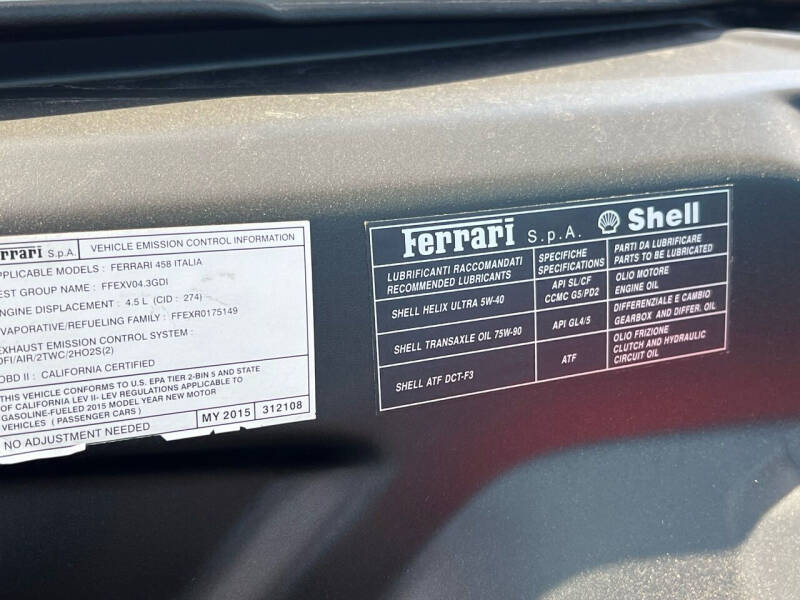 Ferrari S.p.A. VEHICLE EMISSION CONTROL INFORMATION
APPLICABLE MODELS : FERRARI 458 ITALIA
TEST GROUP NAME : FFEXV04.3GDI
ENGINE DISPLACEMENT : 4.5 L (CID : 274)
EVAPORATIVE/REFUELING FAMILY : FFEXR0175149
EXHAUST EMISSION CONTROL SYSTEM :
DFI/AIR/2TWC/2HO2S(2)
OBD II : CALIFORNIA CERTIFIED
THIS VEHICLE CONFORMS TO U.S. EPA TIER 2-BIN 5 AND STATE
OF CALIFORNIA LEV II- LEV REGULATIONS APPLICABLE TO
GASOLINE-FUELED 2015 MODEL YEAR NEW MOTOR
VEHICLES ( PASSENGER CARS )
NO ADJUSTMENT NEEDED MY 2015 312108
Ferrari S.p.A. Shell
LUBRIFICANTI RACCOMANDATI
RECOMMENDED LUBRICANTS
SPECIFICHE
SPECIFICATIONS
PARTI DA LUBRIFICARE
PARTS TO BE LUBRICATED
SHELL HELIX ULTRA 5W-40
API SL/CF
CCMC G5/PD2
OLIO MOTORE
ENGINE OIL
SHELL TRANSAXLE OIL 75W-90
API GL4/5
DIFFERENZIALE E CAMBIO
GEARBOX AND DIFFER. OIL
SHELL ATF DCT-F3
ATF
OLIO FRIZIONE
CLUTCH AND HYDRAULIC
CIRCUIT OIL